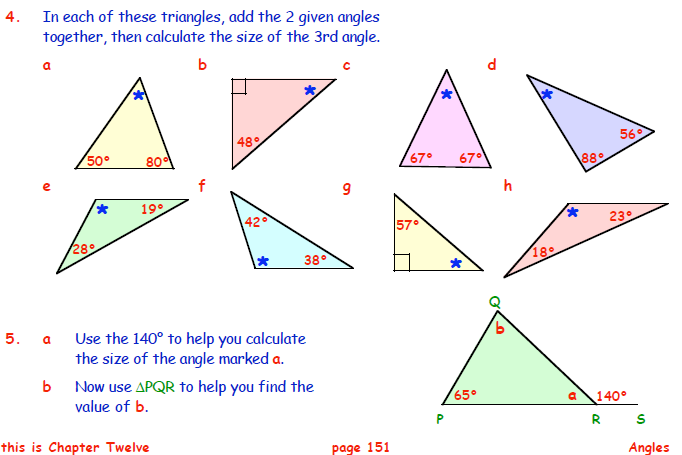 4. In each of these triangles, add the 2 given angles
together, then calculate the size of the 3rd angle.
a b c d
* * * *
50° 80° 48° 67° 67° 88° 56°
e f g h
* 19° 28° 42° * 38° 57° * * 23° 18°
5. a Use the 140° to help you calculate
the size of the angle marked a.
b Now use ∆PQR to help you find the
value of b.
Q
b
65° a 140°
P R S
this is Chapter Twelve page 151 Angles